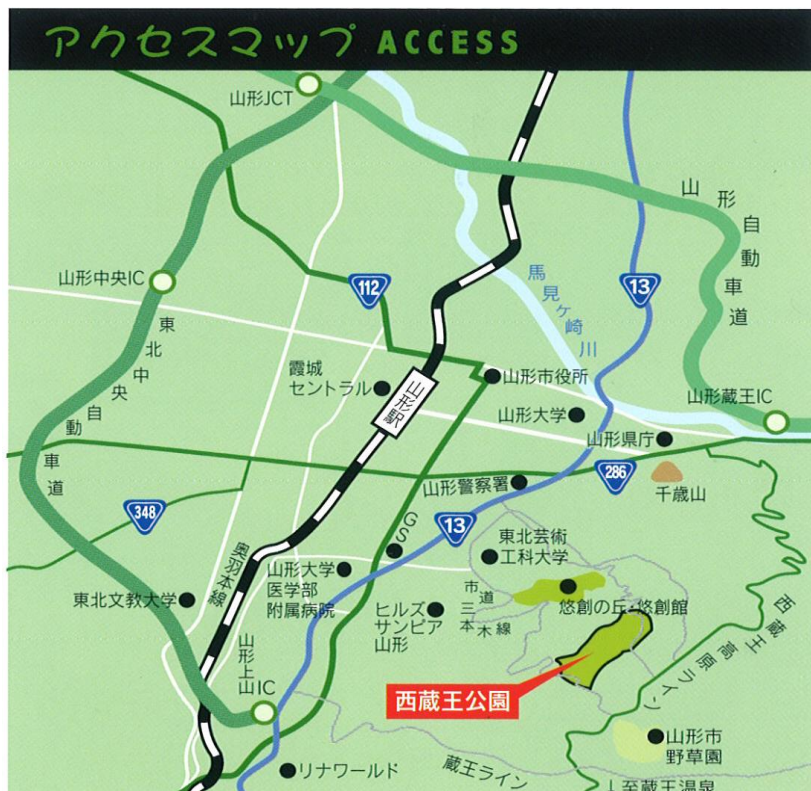 アクセスマップ ACCESS
山形JCT
山形自動車道
山形中央IC
112
馬見ヶ崎川
13
東北中央自動車道
霞城
セントラル
山形駅
山形市役所
山形大学
山形蔵王IC
山形県庁
山形警察署
286
千歳山
348
13
GS
東北芸術
工科大学
奥羽本線
山形大学
医学部
附属病院
東北文教大学
ヒルズ
サンピア
山形
市道三本木線
悠創の丘・悠創館
西蔵王高原ライン
山形上山IC
西蔵王公園
山形市
野草園
リナワールド
蔵王ライン
↓至蔵王温泉